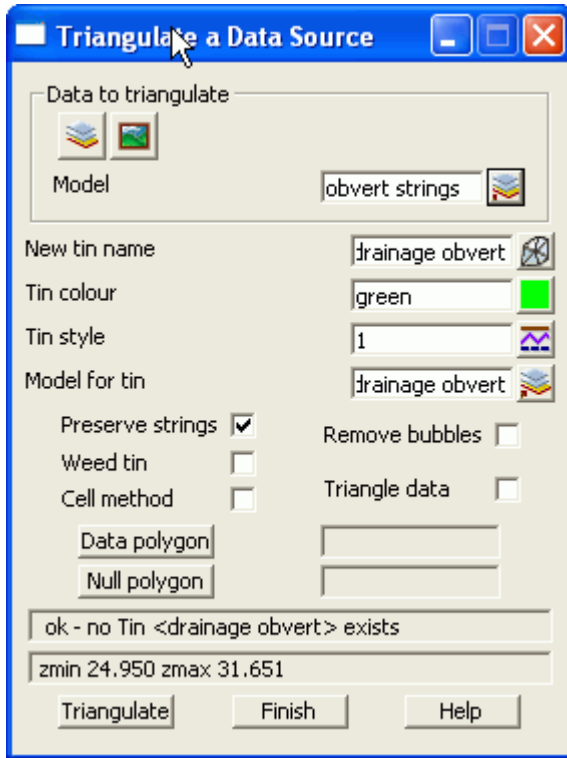 Triangulate a Data Source
Data to triangulate
Model obvert strings
New tin name drainage obvert
Tin colour green
Tin style 1
Model for tin drainage obvert
Preserve strings Remove bubbles
Weed tin
Cell method Triangle data
Data polygon
Null polygon
ok - no Tin <drainage obvert> exists
zmin 24.950 zmax 31.651
Triangulate Finish Help